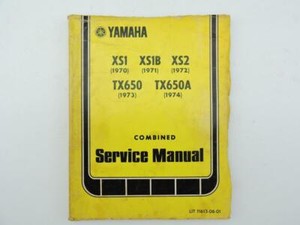 YAMAHA
XS1 XS1B XS2
(1970) (1971) (1972)
TX650 TX650A
(1973) (1974)
COMBINED
Service Manual